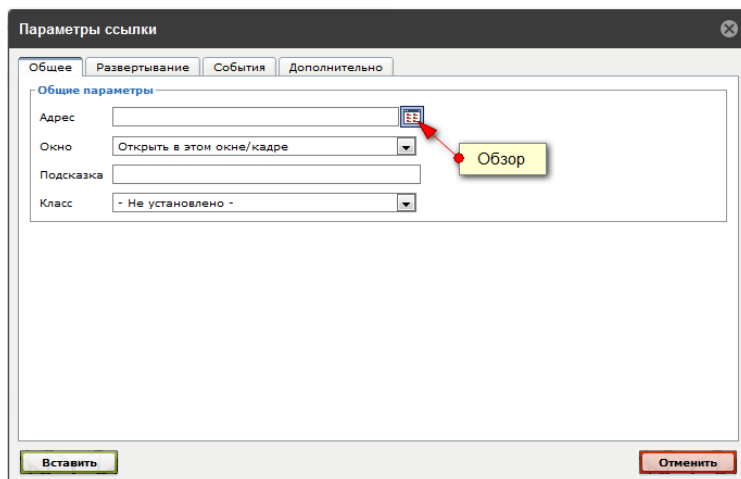 Параметры ссылки
Общее Развертывание События Дополнительно
Общие параметры
Адрес
Окно Открыть в этом окне/кадре
Обзор
Подсказка
Класс - Не установлено -
Вставить Отменить